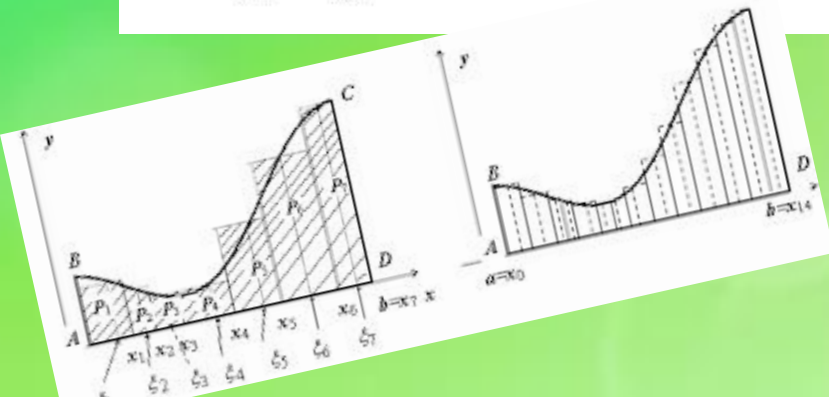 y
C
B
P1 P2 P3 P4 P5 P6 P7
D
A
x1 x2 x3 x4 x5 x6 b=x7 x
ξ2 ξ3 ξ4 ξ5 ξ6 ξ7
y
B
D
A
a=x0
b=x14